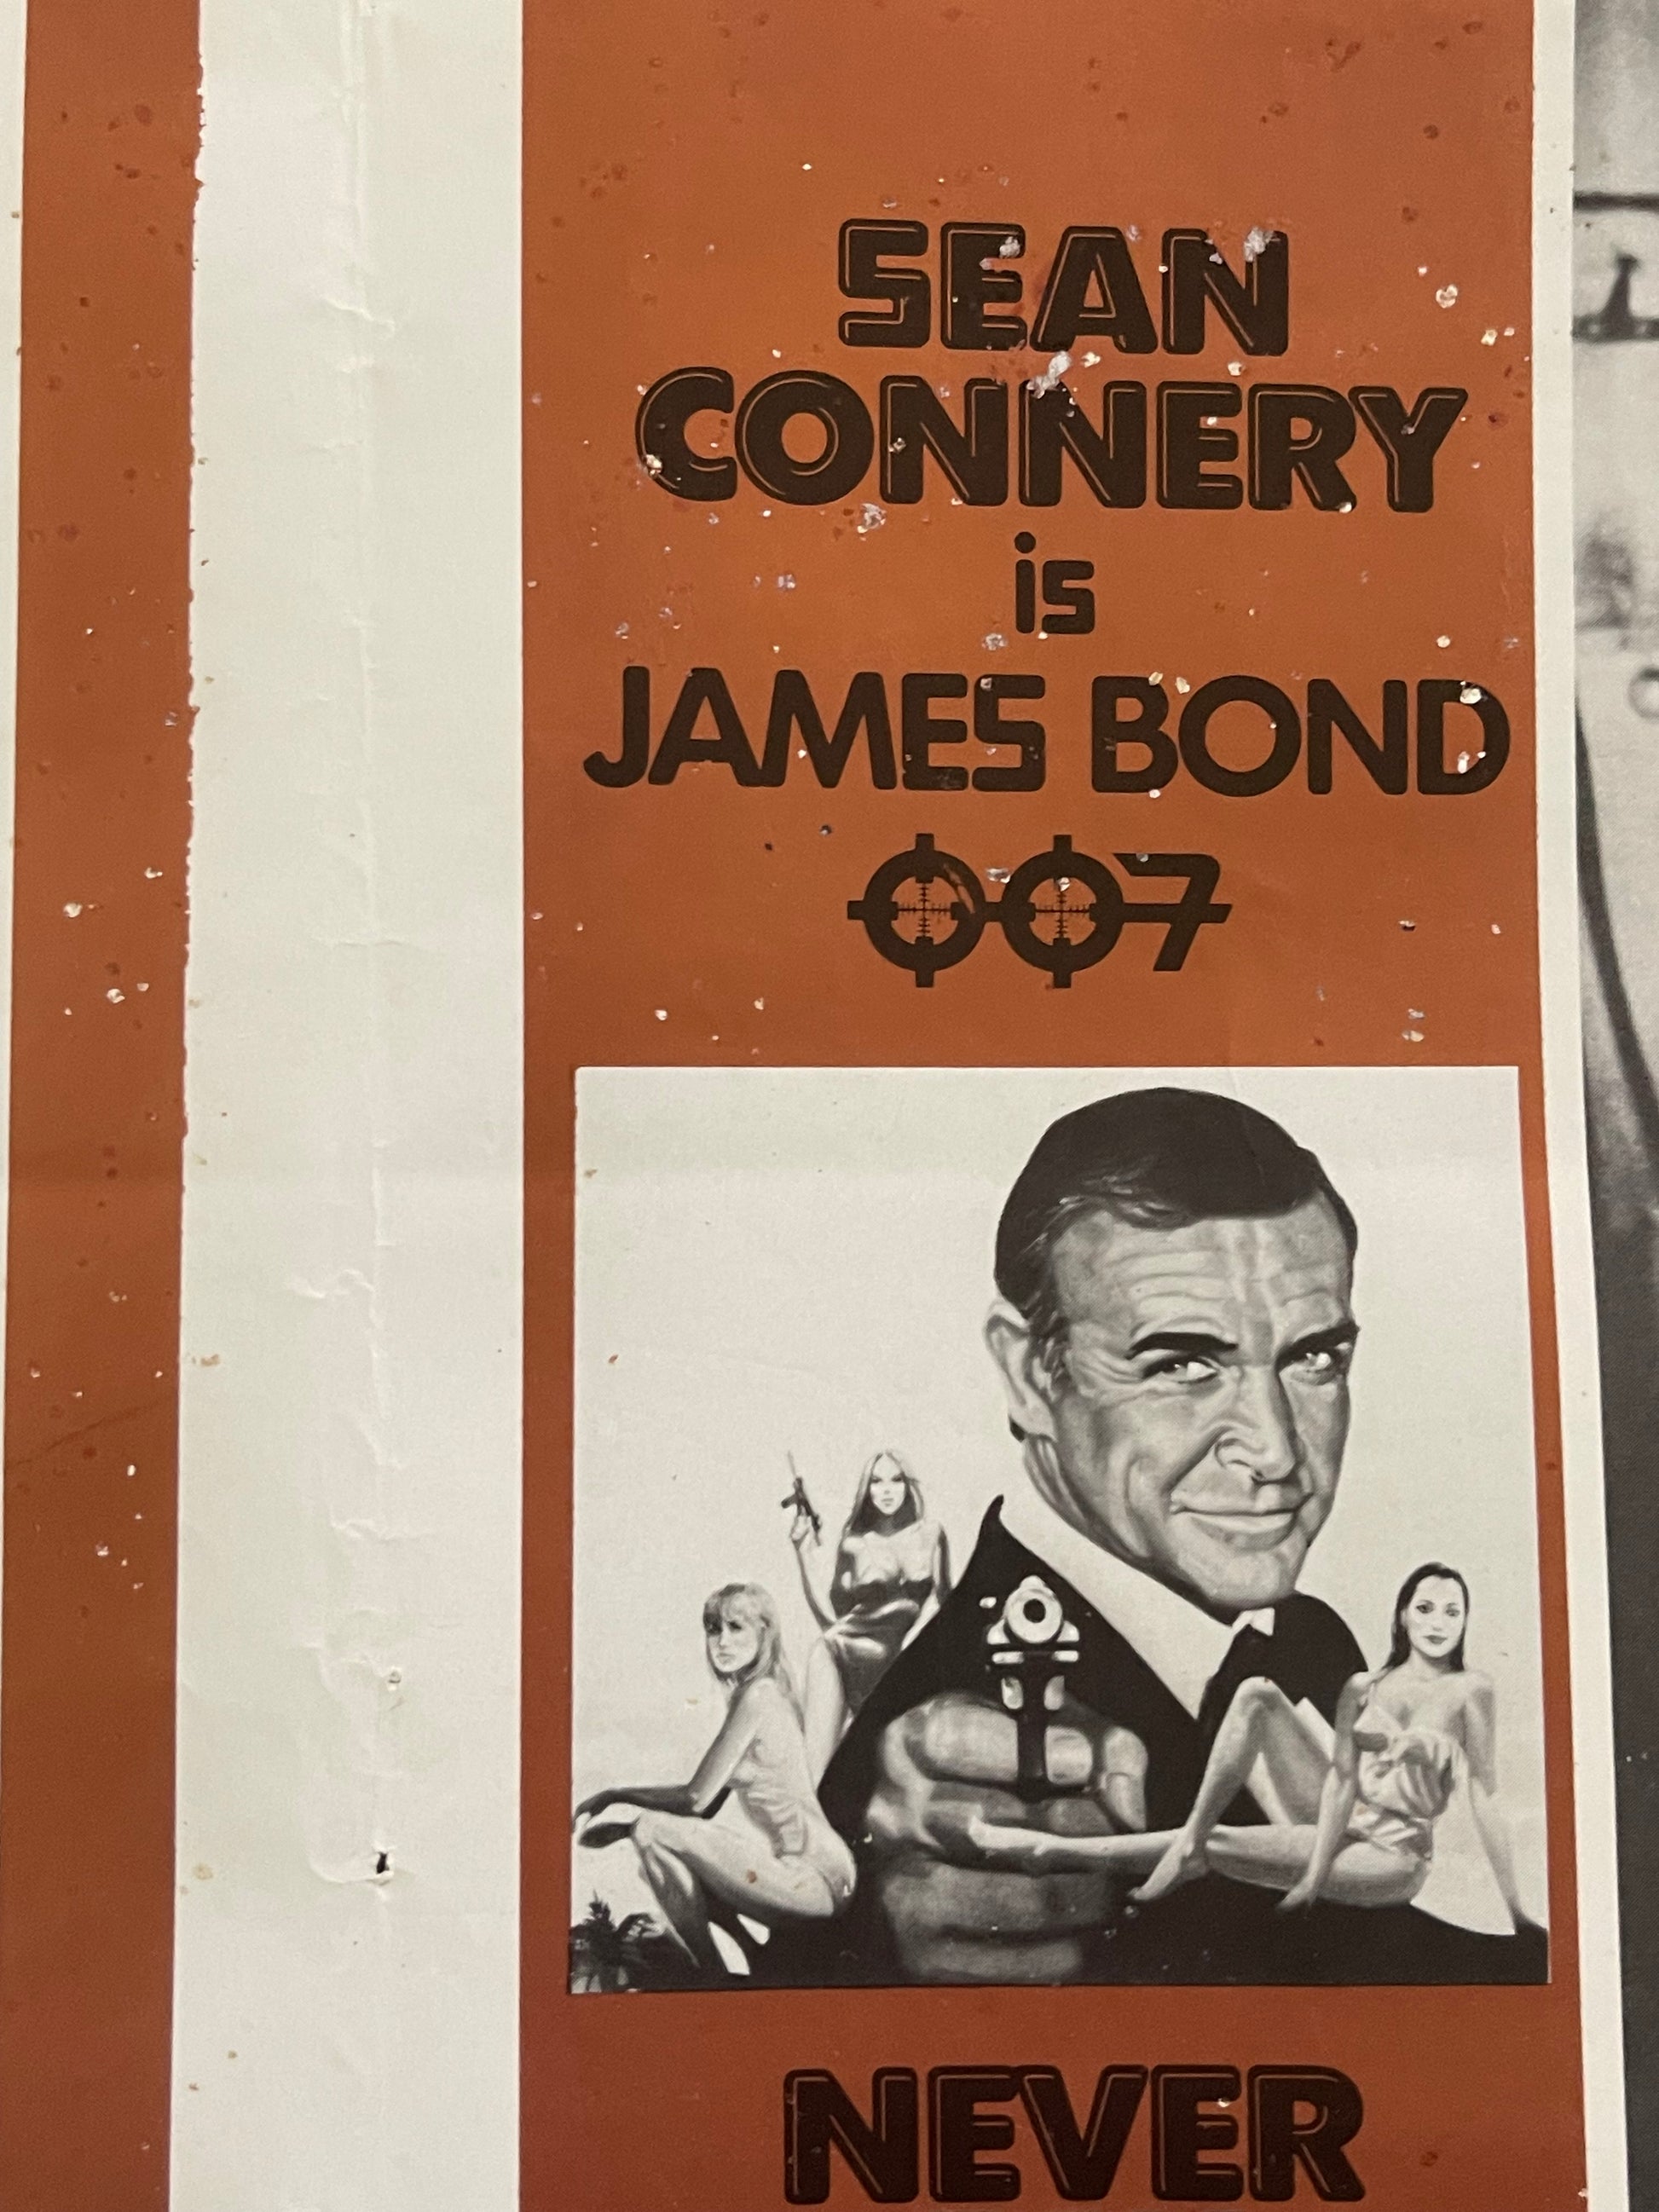 SEAN
CONNERY
is
JAMES BOND
007
NEVER